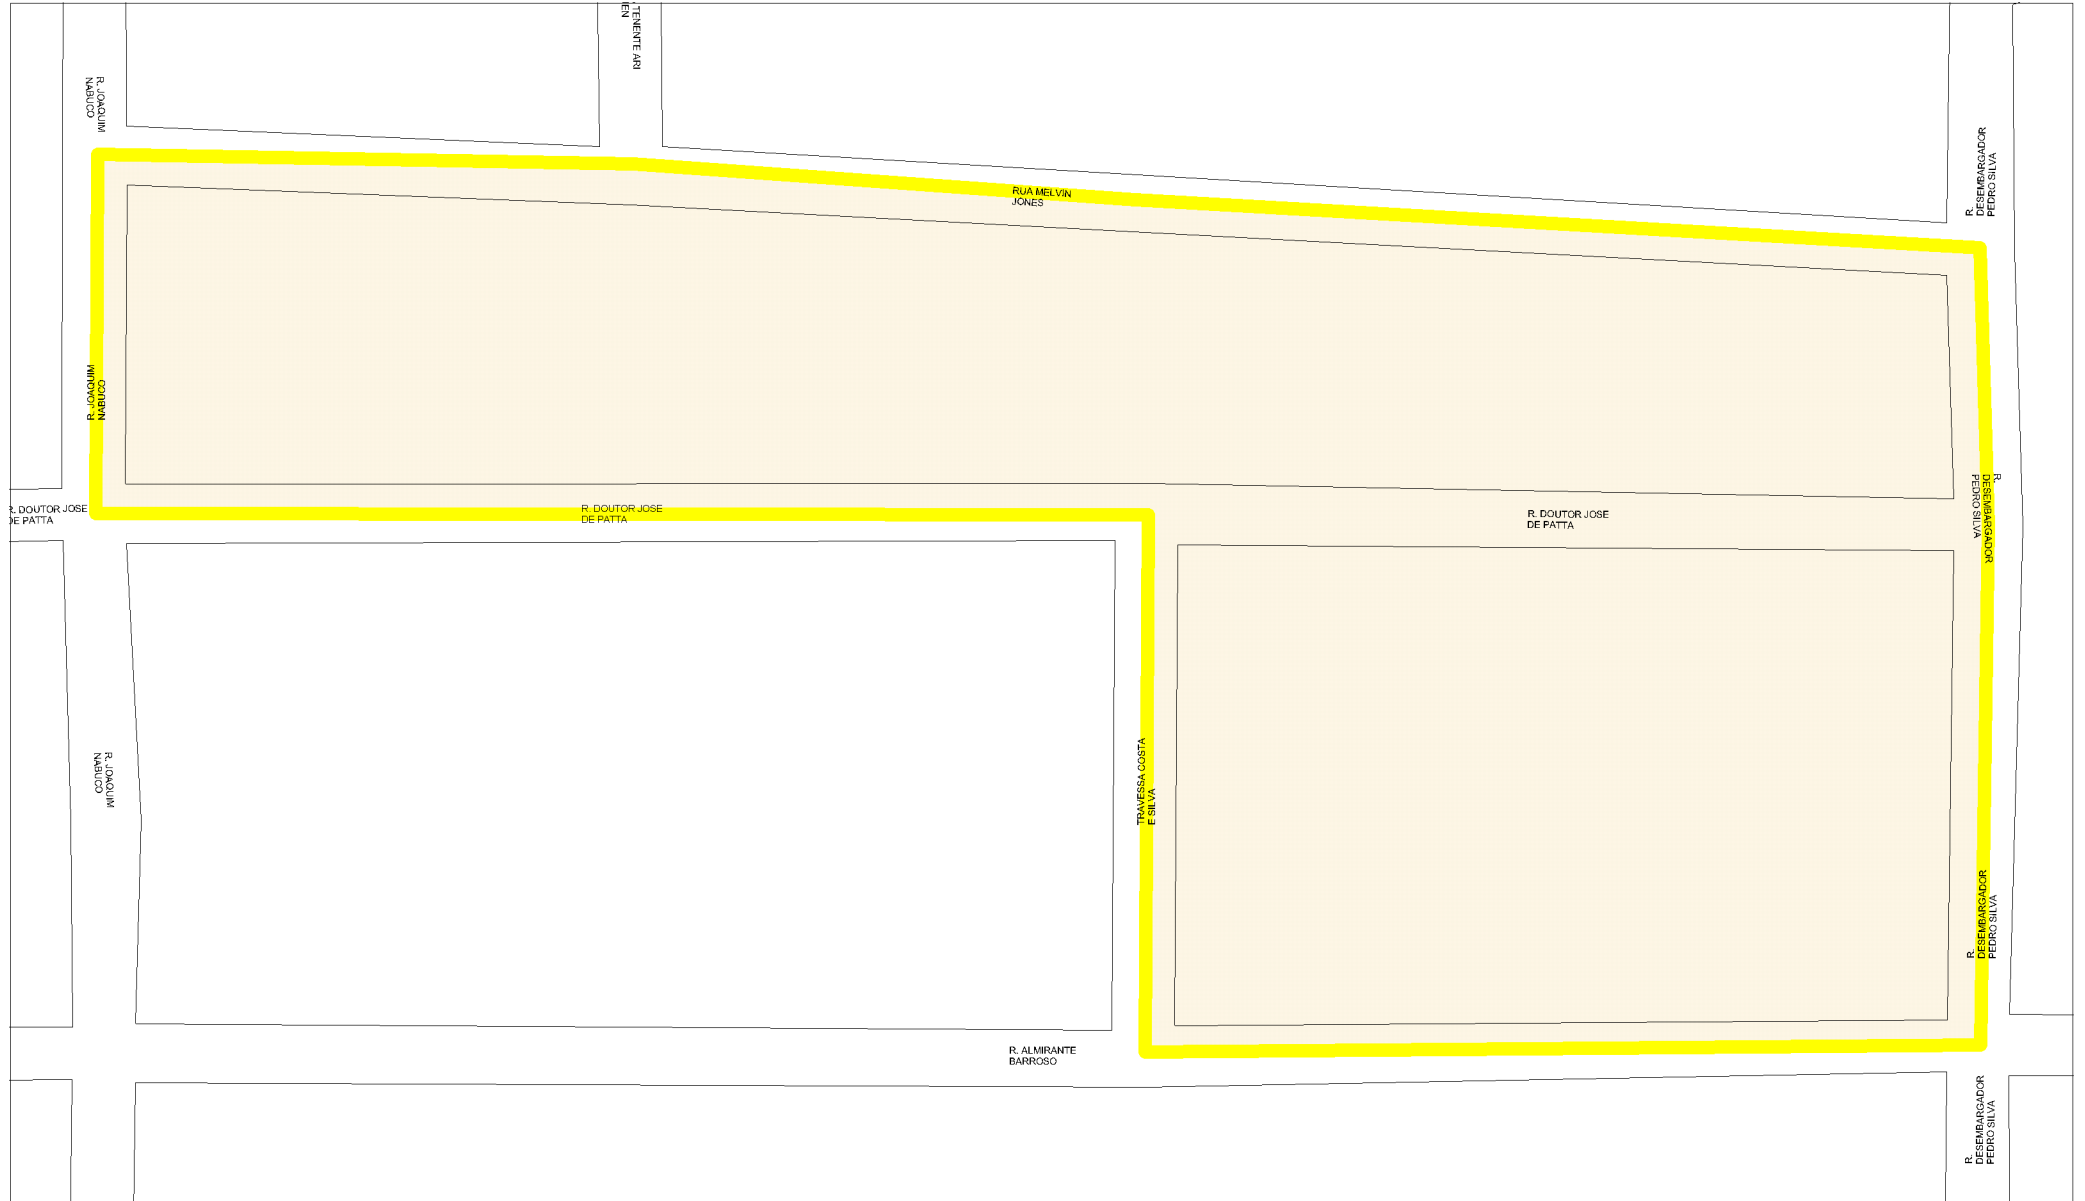 TENENTE ARI
IEN
R. JOAQUIM
NABUCO
R.
DESEMBARGADOR
PEDRO SILVA
RUA MELVIN
JONES
R. JOAQUIM
NABUCO
R.
DESEMBARGADOR
PEDRO SILVA
R. DOUTOR JOSE
DE PATTA
R. DOUTOR JOSE
DE PATTA
R. DOUTOR JOSE
DE PATTA
R. JOAQUIM
NABUCO
TRAVESSA COSTA
E SILVA
R.
DESEMBARGADOR
PEDRO SILVA
R. ALMIRANTE
BARROSO
R.
DESEMBARGADOR
PEDRO SILVA